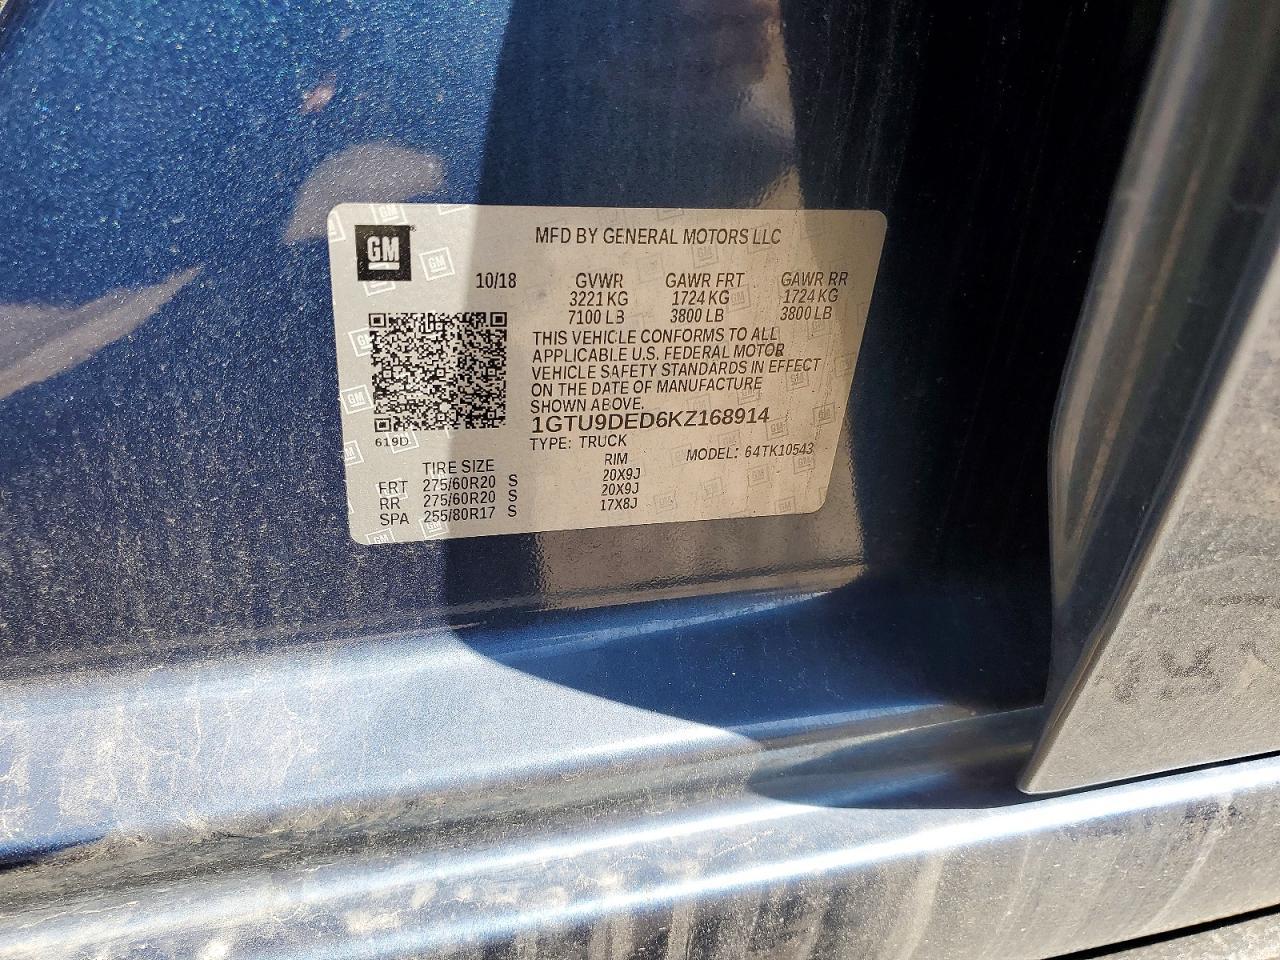 GM
MFD BY GENERAL MOTORS LLC
10/18 GVWR GAWR FRT GAWR RR
3221 KG 1724 KG 1724 KG
7100 LB 3800 LB 3800 LB
THIS VEHICLE CONFORMS TO ALL
APPLICABLE U.S. FEDERAL MOTOR
VEHICLE SAFETY STANDARDS IN EFFECT
ON THE DATE OF MANUFACTURE
SHOWN ABOVE.
1GTU9DED6KZ168914
619D
TYPE: TRUCK
MODEL: 64TK10543
TIRE SIZE RIM
FRT 275/60R20 S 20X9J
RR 275/60R20 S 20X9J
SPA 255/80R17 S 17X8J